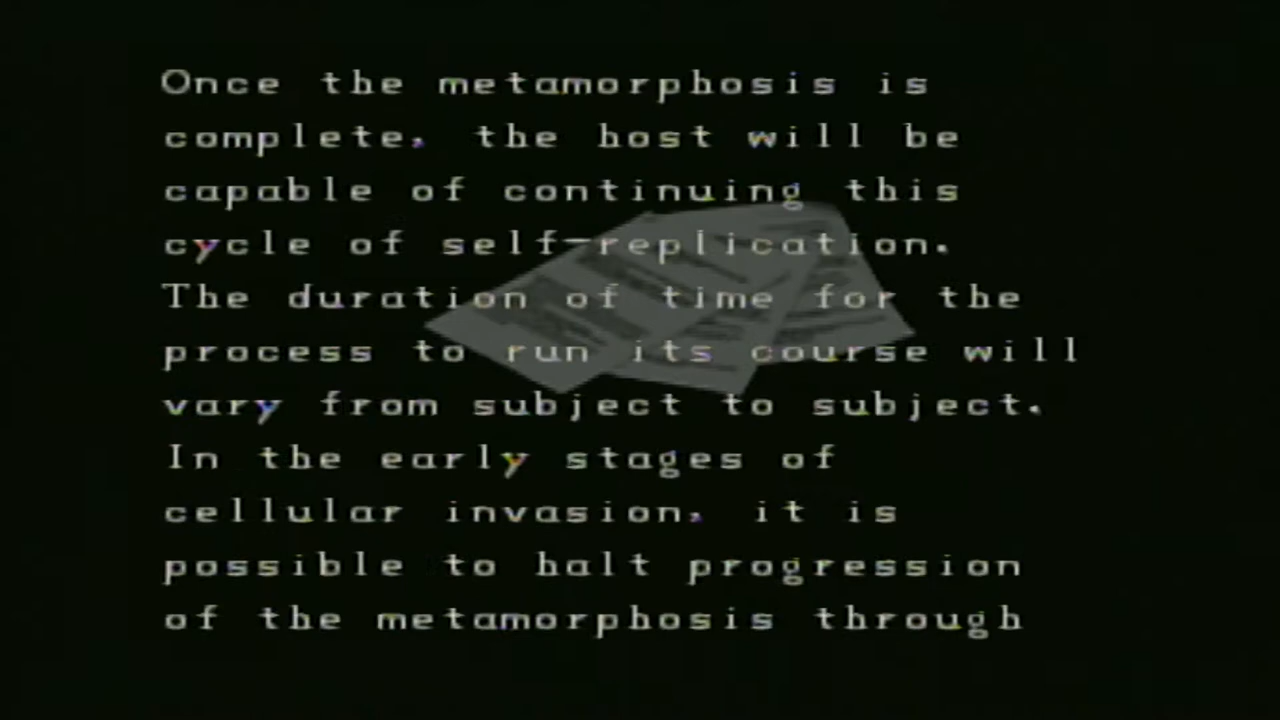 Once the metamorphosis is
complete, the host will be
capable of continuing this
cycle of self-replication.
The duration of time for the
process to run its course will
vary from subject to subject.
In the early stages of
cellular invasion, it is
possible to halt progression
of the metamorphosis through